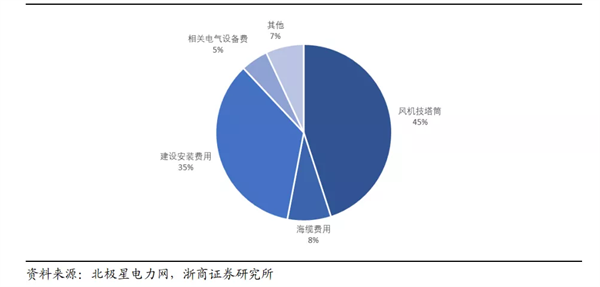 其他
7%
相关电气设备费
5%
风机技塔筒
45%
建设安装费用
35%
海缆费用
8%
资料来源：北极星电力网，浙商证券研究所